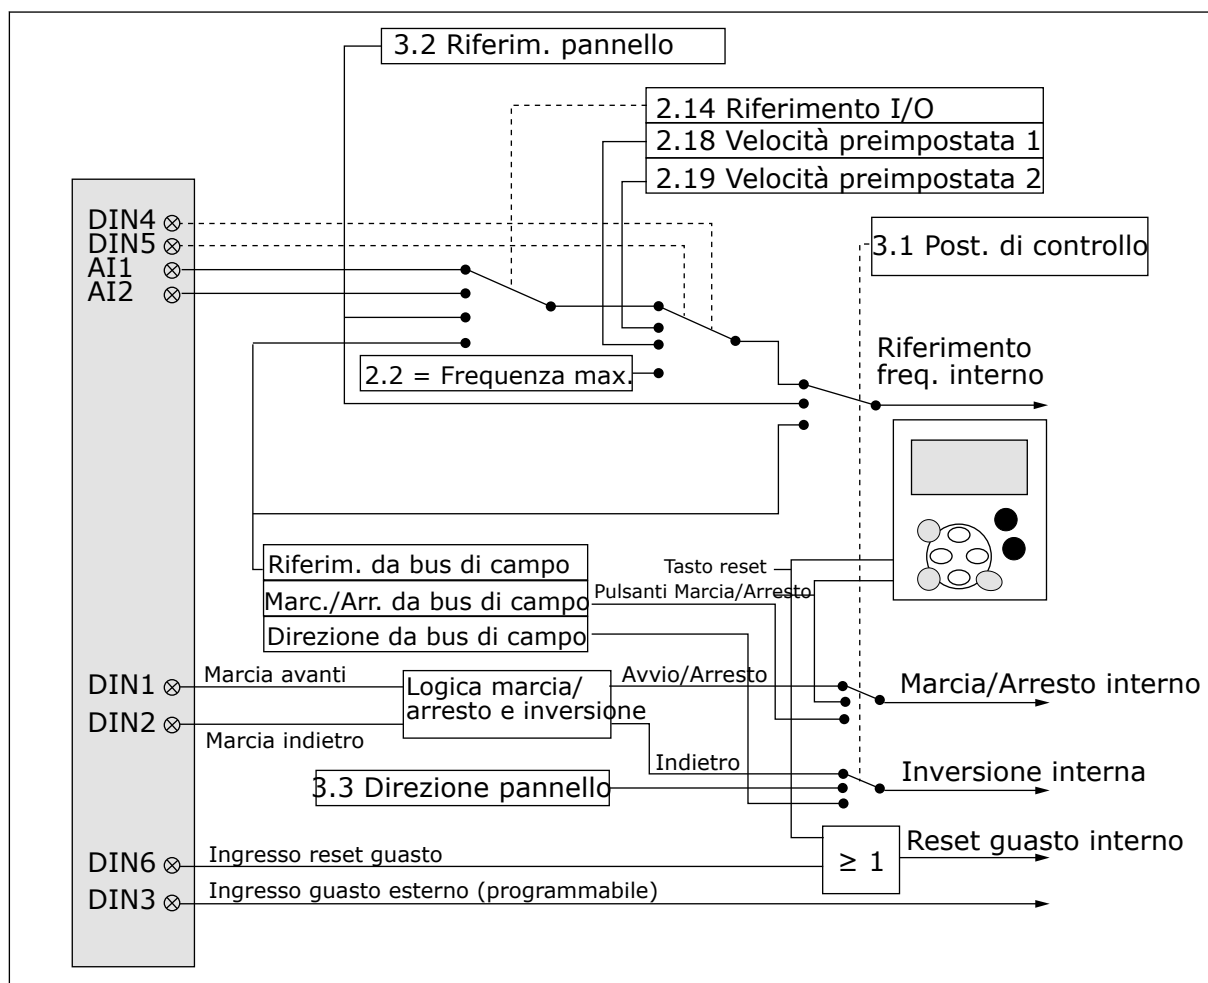 3.2 Riferim. pannello
2.14 Riferimento I/O
2.18 Velocità preimpostata 1
2.19 Velocità preimpostata 2
DIN4
DIN5
AI1
AI2
3.1 Post. di controllo
Riferimento
freq. interno
2.2 = Frequenza max.
Riferim. da bus di campo
Marc./Arr. da bus di campo
Direzione da bus di campo
Tasto reset
Pulsanti Marcia/Arresto
DIN1
Marcia avanti
Logica marcia/
arresto e inversione
Avvio/Arresto
Marcia/Arresto interno
DIN2
Marcia indietro
Indietro
Inversione interna
3.3 Direzione pannello
DIN6
Ingresso reset guasto
≥ 1
Reset guasto interno
DIN3
Ingresso guasto esterno (programmabile)